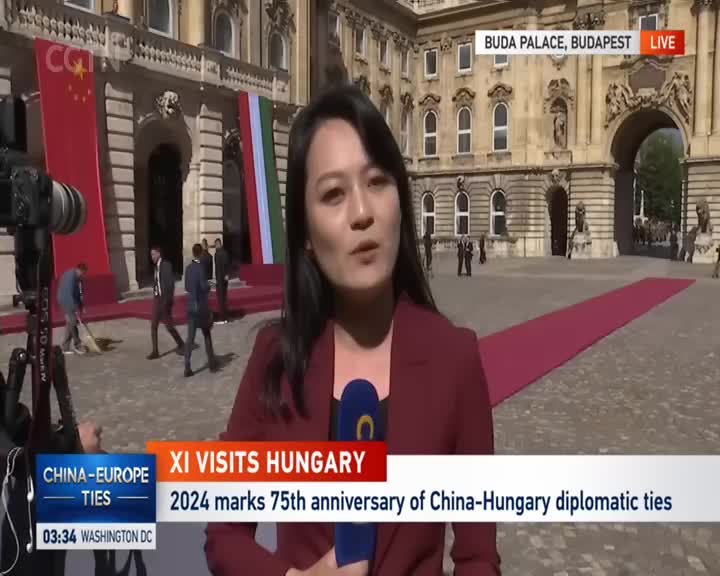 CGTN
BUDA PALACE, BUDAPEST LIVE
XI VISITS HUNGARY
CHINA-EUROPE
TIES
2024 marks 75th anniversary of China-Hungary diplomatic ties
03:34 WASHINGTON DC